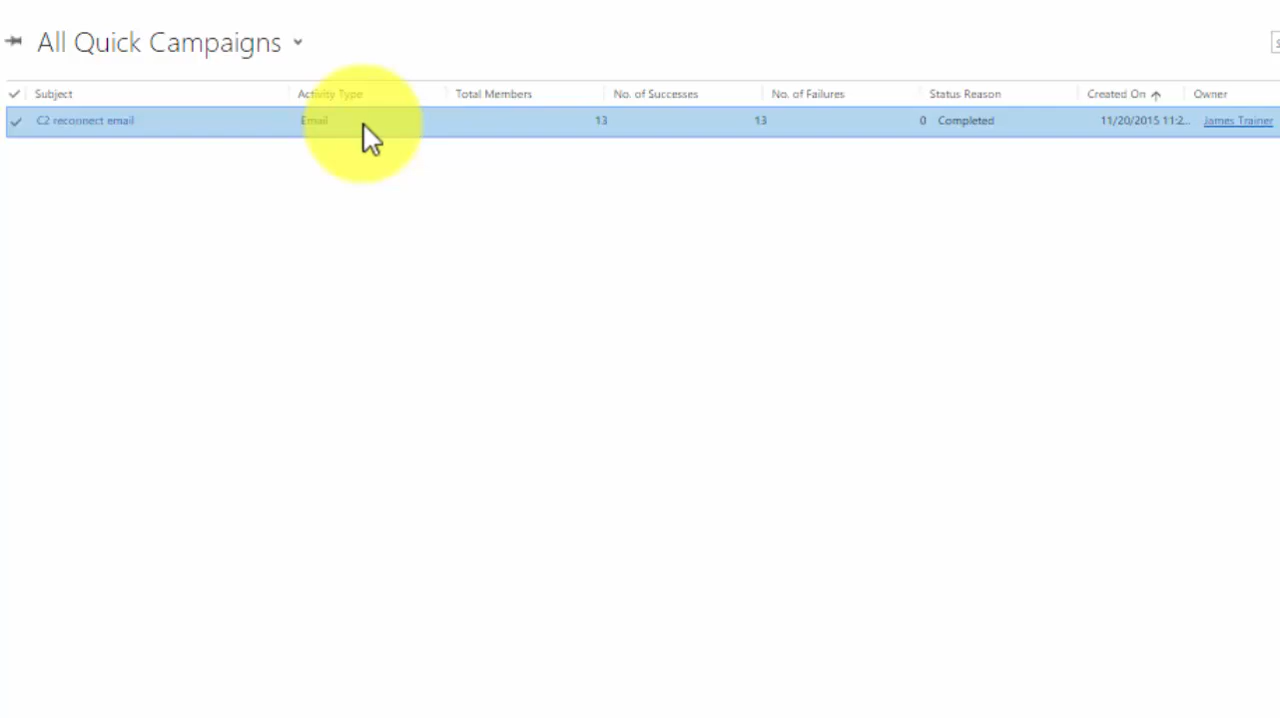 All Quick Campaigns
Subject Activity Type Total Members No. of Successes No. of Failures Status Reason Created On Owner
C2 reconnect email Email 13 13 0 Completed 11/20/2015 11:2... James Trainer